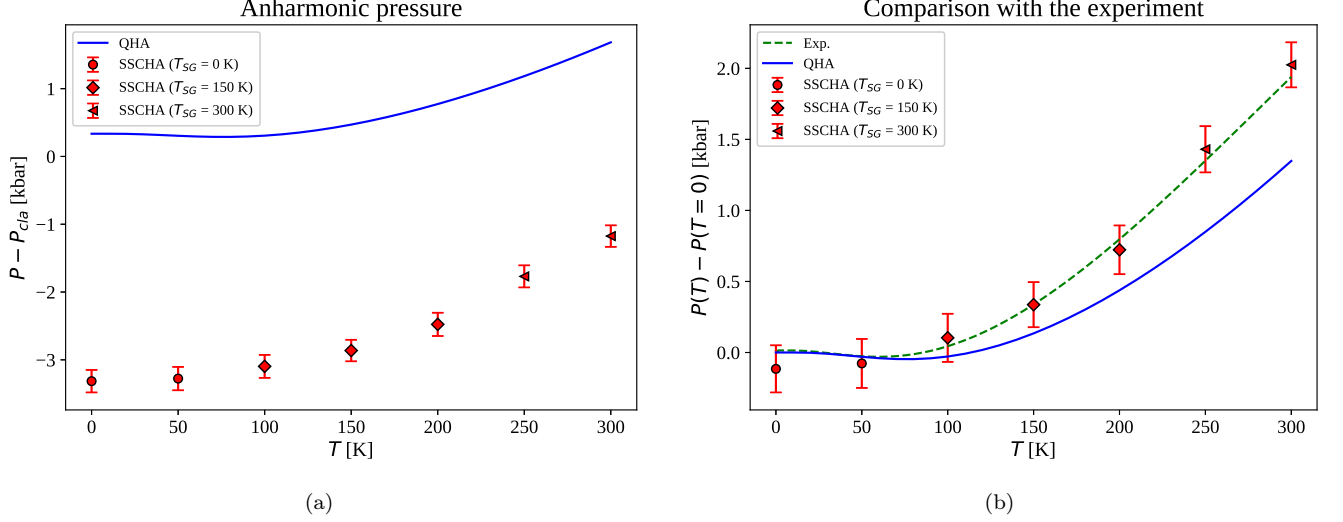 Anharmonic pressure
QHA
SSCHA (T_SG = 0 K)
SSCHA (T_SG = 150 K)
SSCHA (T_SG = 300 K)
1
0
−1
−2
−3
P − P_cla [kbar]
0 50 100 150 200 250 300
T [K]
(a)
Comparison with the experiment
Exp.
QHA
SSCHA (T_SG = 0 K)
SSCHA (T_SG = 150 K)
SSCHA (T_SG = 300 K)
2.0
1.5
1.0
0.5
0.0
P(T) − P(T = 0) [kbar]
0 50 100 150 200 250 300
T [K]
(b)